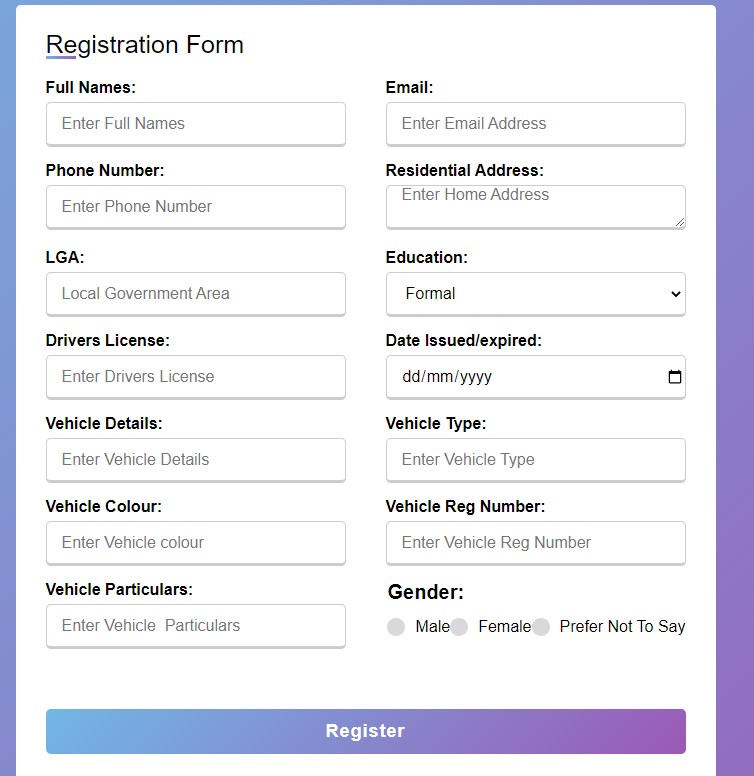 Registration Form
Full Names: Email:
Enter Full Names Enter Email Address
Phone Number: Residential Address:
Enter Phone Number Enter Home Address
LGA: Education:
Local Government Area Formal
Drivers License: Date Issued/expired:
Enter Drivers License dd/mm/yyyy
Vehicle Details: Vehicle Type:
Enter Vehicle Details Enter Vehicle Type
Vehicle Colour: Vehicle Reg Number:
Enter Vehicle colour Enter Vehicle Reg Number
Vehicle Particulars: Gender:
Enter Vehicle  Particulars Male Female Prefer Not To Say
Register